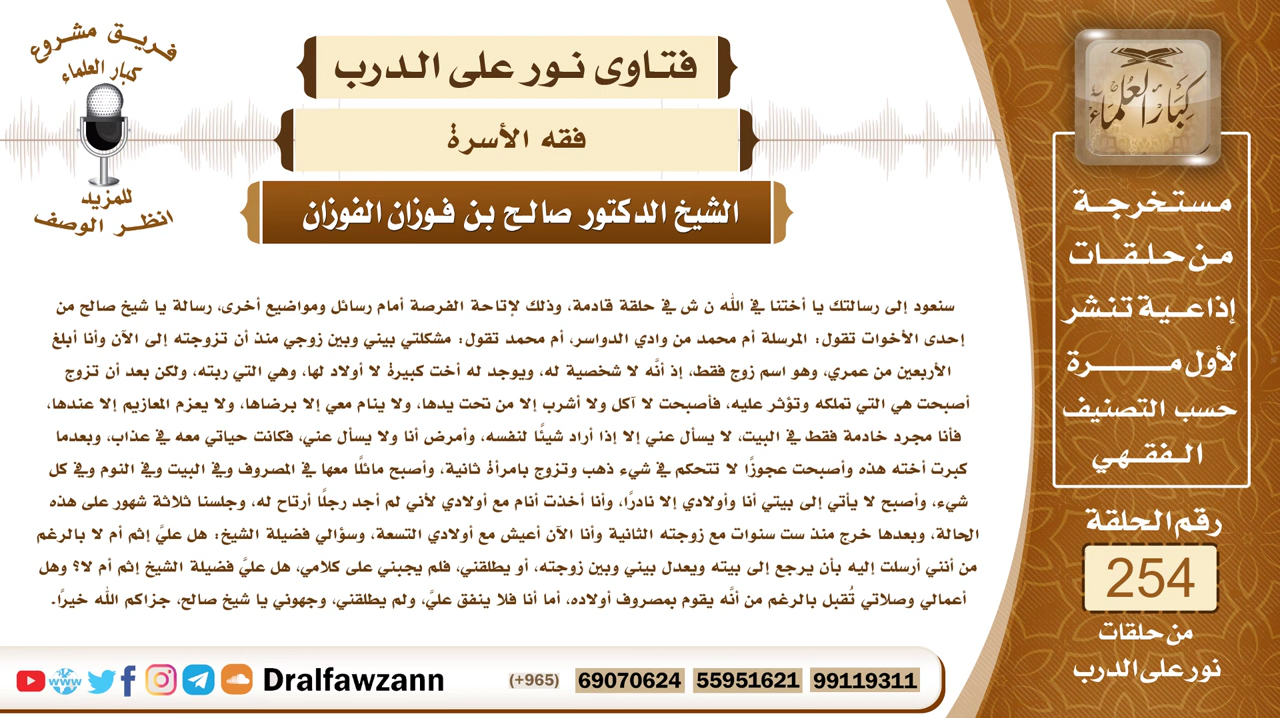 فريق مشروع
كبار العلماء
للمزيد
انظر الوصف
فتاوى نور على الدرب
فقه الأسرة
الشيخ الدكتور صالح بن فوزان الفوزان
سنعود إلى رسالتك يا أختنا في الله ن ش في حلقة قادمة، وذلك لإتاحة الفرصة أمام رسائل ومواضيع أخرى، رسالة يا شيخ صالح من
إحدى الأخوات تقول: المرسلة أم محمد من وادي الدواسر، أم محمد تقول: مشكلتي بيني وبين زوجي منذ أن تزوجته إلى الآن وأنا أبلغ
الأربعين من عمري، وهو اسم زوج فقط، إذ أنَّه لا شخصية له، ويوجد له أخت كبيرة لا أولاد لها، وهي التي ربته، ولكن بعد أن تزوج
أصبحت هي التي تملكه وتؤثر عليه، فأصبحت لا آكل ولا أشرب إلا من تحت يدها، ولا ينام معي إلا برضاها، ولا يعزم المعازيم إلا عندها،
فأنا مجرد خادمة فقط في البيت، لا يسأل عني إلا إذا أراد شيئًا لنفسه، وأمرض أنا ولا يسأل عني، فكانت حياتي معه في عذاب، وبعدما
كبرت أخته هذه وأصبحت عجوزًا لا تتحكم في شيء ذهب وتزوج بامرأة ثانية، وأصبح مائلًا معها في المصروف وفي البيت وفي النوم وفي كل
شيء، وأصبح لا يأتي إلى بيتي أنا وأولادي إلا نادرًا، وأنا أخذت أنام مع أولادي لأني لم أجد رجلًا أرتاح له، وجلسنا ثلاثة شهور على هذه
الحالة، وبعدها خرج منذ ست سنوات مع زوجته الثانية وأنا الآن أعيش مع أولادي التسعة، وسؤالي فضيلة الشيخ: هل عليَّ إثم أم لا بالرغم
من أنني أرسلت إليه بأن يرجع إلى بيته ويعدل بيني وبين زوجته، أو يطلقني، فلم يجبني على كلامي، هل عليَّ فضيلة الشيخ إثم أم لا؟ وهل
أعمالي وصلاتي تُقبل بالرغم من أنَّه يقوم بمصروف أولاده، أما أنا فلا ينفق عليَّ، ولم يطلقني، وجهوني يا شيخ صالح، جزاكم الله خيرًا.
Dralfawzann (+965) 69070624 55951621 99119311
www
كبار العلماء
مستخرجة
من حلقات
إذاعية تنشر
لأول مرة
حسب التصنيف
الفقهي
رقم الحلقة
254
من حلقات
نور على الدرب